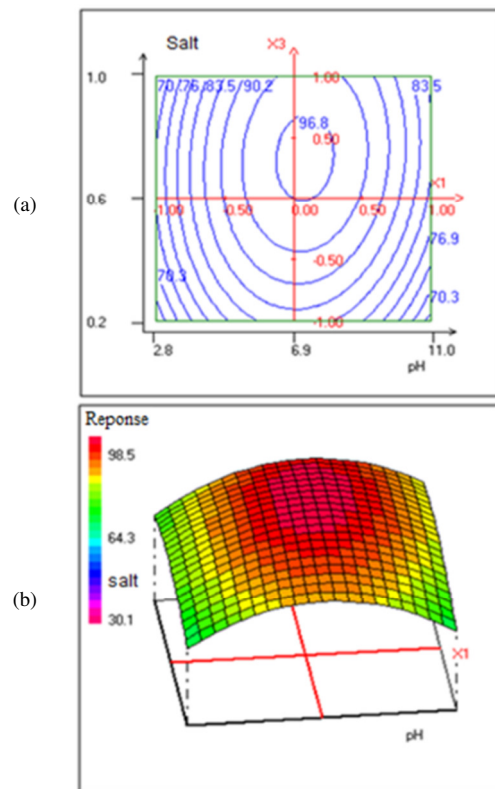 (a)
Salt
X3
1.0
1.00
70.
76.
83.5
90.2
83.5
96.8
0.50
X1
0.6
-1.00
-0.50
0.00
0.50
1.00
76.9
-0.50
70.3
70.3
0.2
-1.00
2.8
6.9
11.0
pH
(b)
Reponse
98.5
64.3
salt
30.1
X1
pH